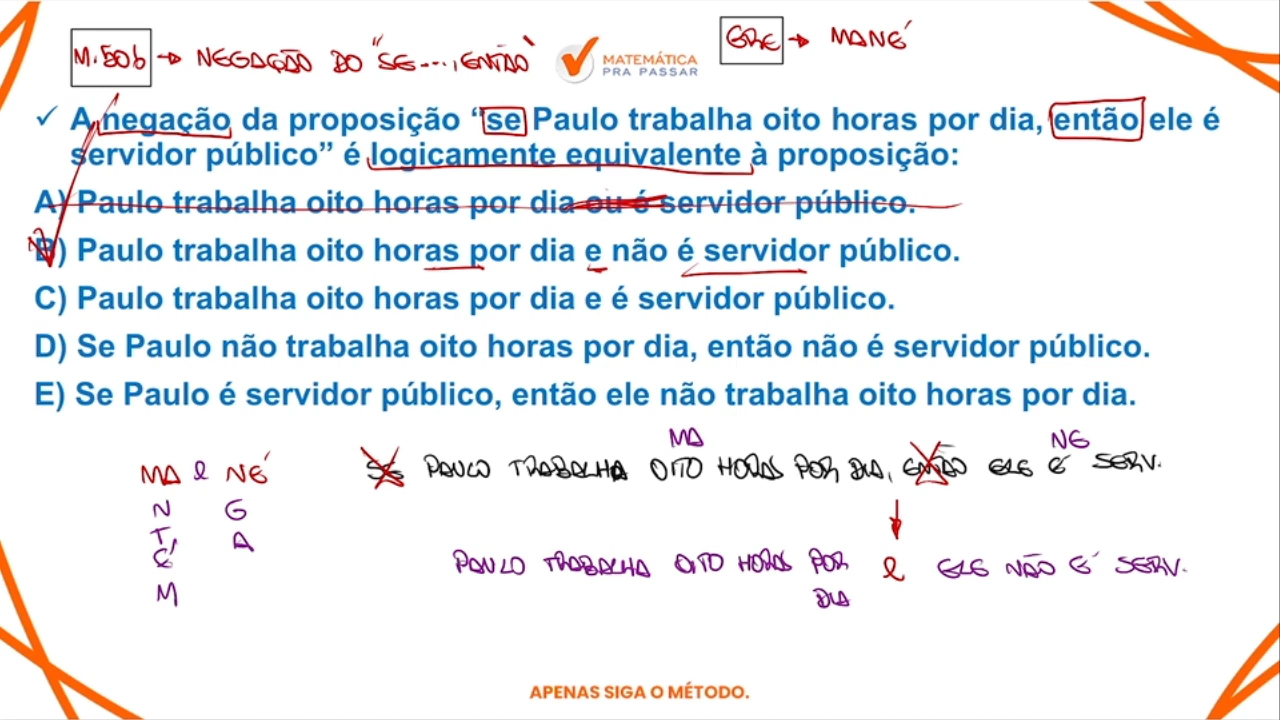 M.50b → NEGAÇÃO DO "SE...,ENTÃO"
MATEMÁTICA
PRA PASSAR
GRE → MANÉ
✓ A negação da proposição “se Paulo trabalha oito horas por dia, então ele é
servidor público” é logicamente equivalente à proposição:
A) Paulo trabalha oito horas por dia ou é servidor público.
B) Paulo trabalha oito horas por dia e não é servidor público.
C) Paulo trabalha oito horas por dia e é servidor público.
D) Se Paulo não trabalha oito horas por dia, então não é servidor público.
E) Se Paulo é servidor público, então ele não trabalha oito horas por dia.
MA NE
MA e NÉ
SE PAULO TRABALHA OITO HORAS POR DIA, ENTÃO ELE É SERV.
N G
T A
É
M
PAULO TRABALHA OITO HORAS POR e ELE NÃO É SERV.
DIA
APENAS SIGA O MÉTODO.